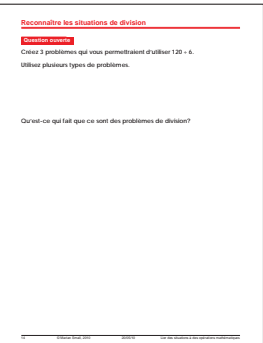 Reconnaître les situations de division
Question ouverte
Créez 3 problèmes qui vous permettraient d'utiliser 120 ÷ 6.
Utilisez plusieurs types de problèmes.
Qu'est-ce qui fait que ce sont des problèmes de division?